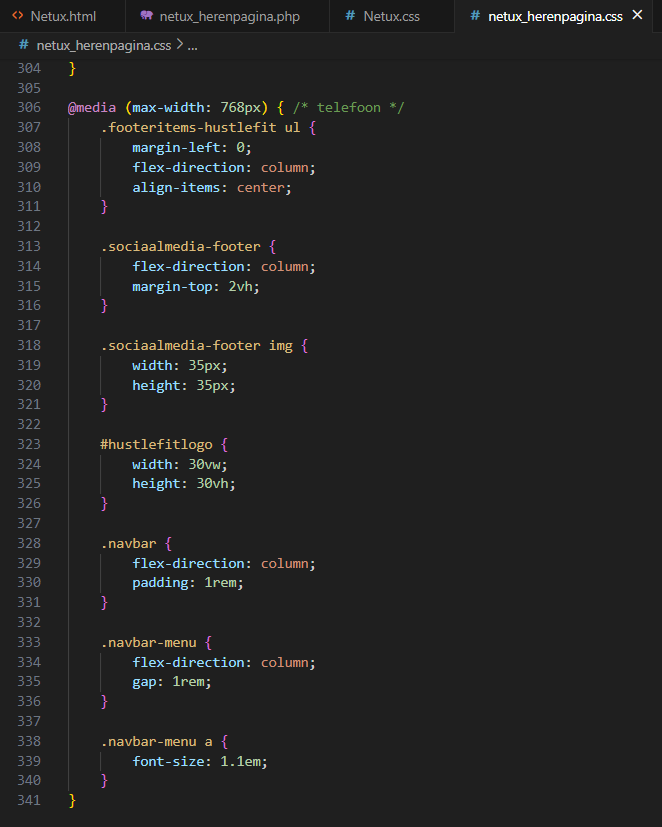 Netux.html netux_herenpagina.php Netux.css netux_herenpagina.css
netux_herenpagina.css > ...
304 }
305
306 @media (max-width: 768px) { /* telefoon */
307     .footeritems-hustlefit ul {
308         margin-left: 0;
309         flex-direction: column;
310         align-items: center;
311     }
312
313     .sociaalmedia-footer {
314         flex-direction: column;
315         margin-top: 2vh;
316     }
317
318     .sociaalmedia-footer img {
319         width: 35px;
320         height: 35px;
321     }
322
323     #hustlefitlogo {
324         width: 30vw;
325         height: 30vh;
326     }
327
328     .navbar {
329         flex-direction: column;
330         padding: 1rem;
331     }
332
333     .navbar-menu {
334         flex-direction: column;
335         gap: 1rem;
336     }
337
338     .navbar-menu a {
339         font-size: 1.1em;
340     }
341 }